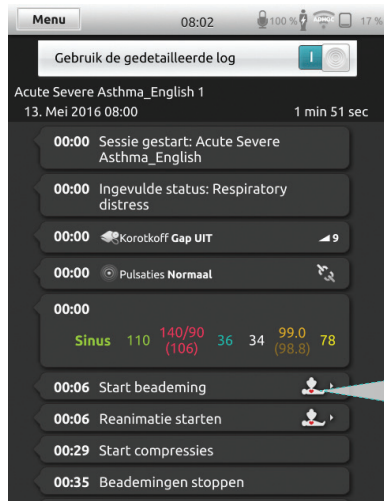 Menu 08:02 100 % 17 %
Gebruik de gedetailleerde log I
Acute Severe Asthma_English 1
13. Mei 2016 08:00 1 min 51 sec
00:00 Sessie gestart: Acute Severe
Asthma_English
00:00 Ingevulde status: Respiratory
distress
00:00 Korotkoff Gap UIT 9
00:00 Pulsaties Normaal
00:00
Sinus 110 140/90 36 34 99.0 78
(106) (98.8)
00:06 Start beademing
00:06 Reanimatie starten
00:29 Start compressies
00:35 Beademingen stoppen